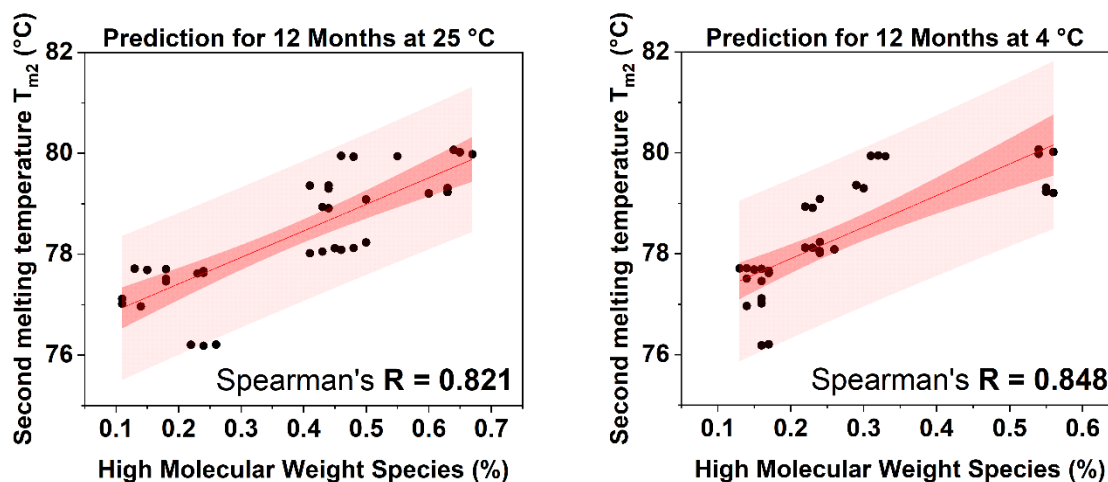 Prediction for 12 Months at 25 °C
Second melting temperature Tm2 (°C)
82
80
78
76
0.1 0.2 0.3 0.4 0.5 0.6 0.7
High Molecular Weight Species (%)
Spearman's R = 0.821
Prediction for 12 Months at 4 °C
Second melting temperature Tm2 (°C)
82
80
78
76
0.1 0.2 0.3 0.4 0.5 0.6
High Molecular Weight Species (%)
Spearman's R = 0.848